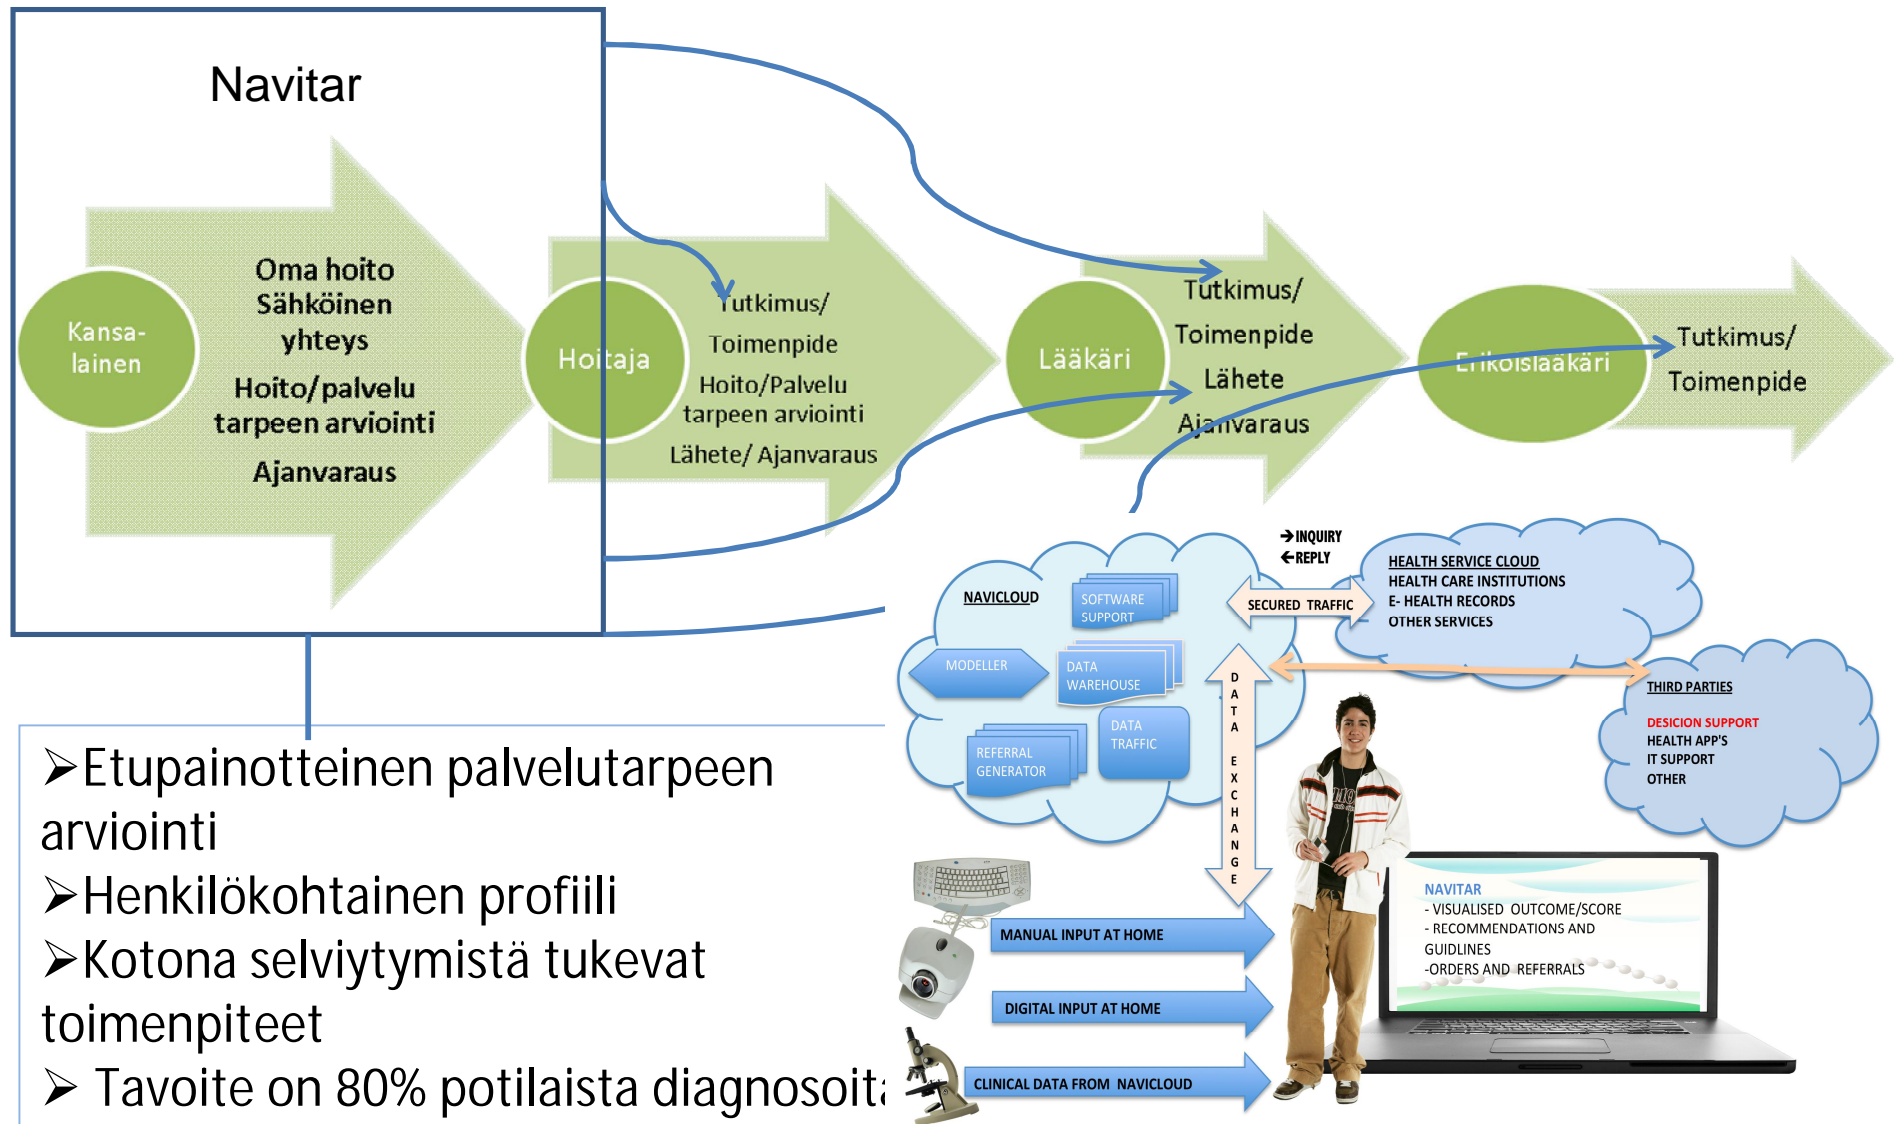 Navitar
Kansa-
lainen
Oma hoito
Sähköinen
yhteys
Hoito/palvelu
tarpeen arviointi
Ajanvaraus
Hoitaja
Tutkimus/
Toimenpide
Hoito/Palvelu
tarpeen arviointi
Lähete/ Ajanvaraus
Lääkäri
Tutkimus/
Toimenpide
Lähete
Ajanvaraus
Erikoislääkäri
Tutkimus/
Toimenpide
➢Etupainotteinen palvelutarpeen
arviointi
➢Henkilökohtainen profiili
➢Kotona selviytymistä tukevat
toimenpiteet
➢ Tavoite on 80% potilaista diagnosoita
NAVICLOUD
SOFTWARE
SUPPORT
MODELLER
DATA
WAREHOUSE
REFERRAL
GENERATOR
DATA
TRAFFIC
→INQUIRY
←REPLY
SECURED TRAFFIC
DATA EXCHANGE
HEALTH SERVICE CLOUD
HEALTH CARE INSTITUTIONS
E- HEALTH RECORDS
OTHER SERVICES
THIRD PARTIES
DESICION SUPPORT
HEALTH APP'S
IT SUPPORT
OTHER
MANUAL INPUT AT HOME
DIGITAL INPUT AT HOME
CLINICAL DATA FROM NAVICLOUD
NAVITAR
- VISUALISED OUTCOME/SCORE
- RECOMMENDATIONS AND
GUIDLINES
-ORDERS AND REFERRALS